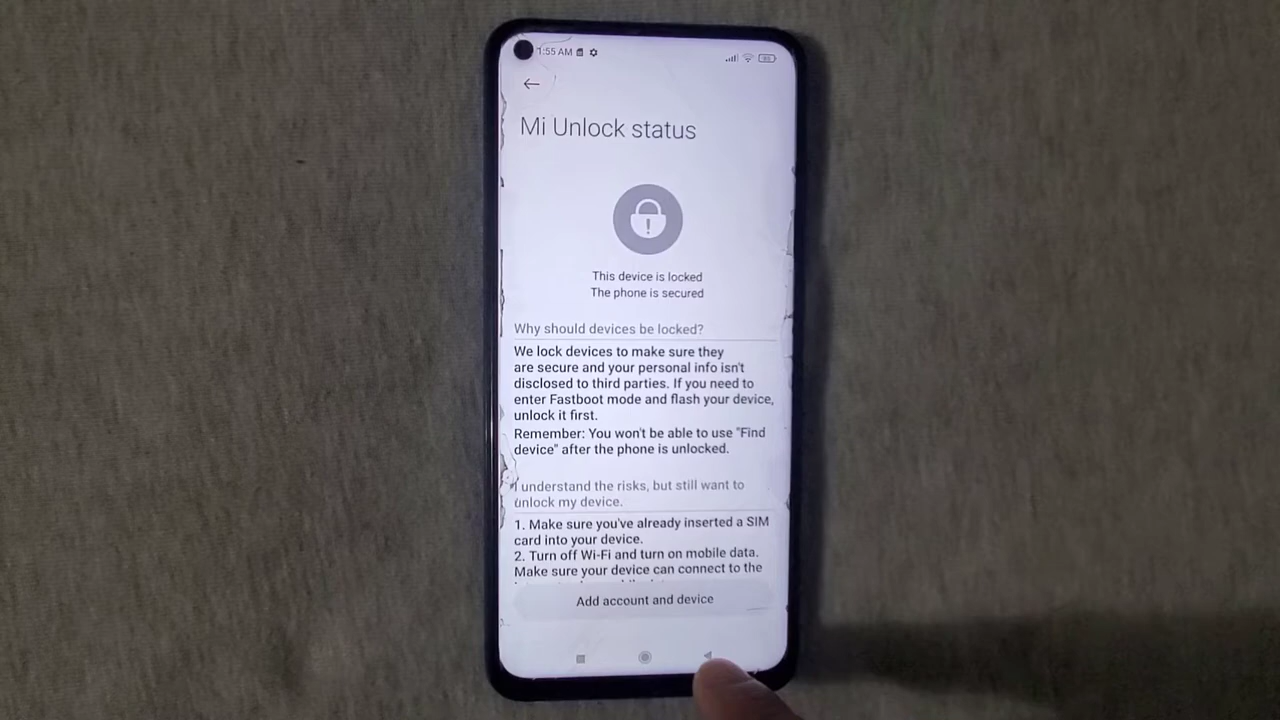 1:55 AM
Mi Unlock status
This device is locked
The phone is secured
Why should devices be locked?
We lock devices to make sure they
are secure and your personal info isn't
disclosed to third parties. If you need to
enter Fastboot mode and flash your device,
unlock it first.
Remember: You won't be able to use "Find
device" after the phone is unlocked.
I understand the risks, but still want to
unlock my device.
1. Make sure you've already inserted a SIM
card into your device.
2. Turn off Wi-Fi and turn on mobile data.
Make sure your device can connect to the
Add account and device